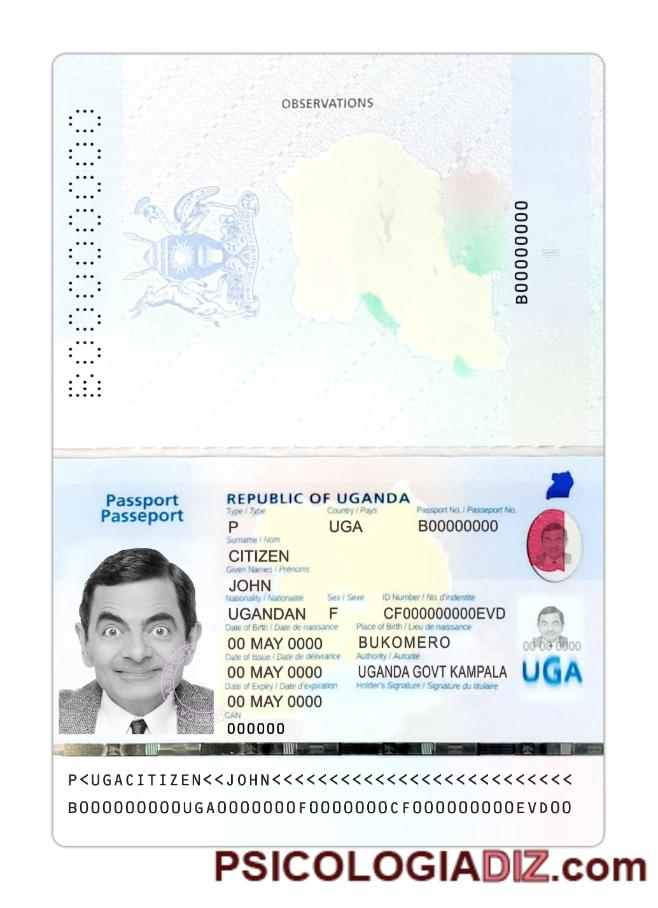 B00000000
OBSERVATIONS
B00000000
Passport
Passeport
REPUBLIC OF UGANDA
Type / Type Country / Pays Passport No. / Passeport No.
P UGA B00000000
Surname / Nom
CITIZEN
Given Names / Prénoms
JOHN
Nationality / Nationalité Sex / Sexe ID Number / No. d'indentite
UGANDAN F CF000000000EVD
Date of Birth / Date de naissance Place of Birth / Lieu de naissance
00 MAY 0000 BUKOMERO
Date of Issue / Date de délivrance Authority / Autorité
00 MAY 0000 UGANDA GOVT KAMPALA
Date of Expiry / Date d'expiration Holder's Signature / Signature du titulaire
00 MAY 0000
CAN
000000
00 00 0000
UGA
P<UGACITIZEN<<JOHN<<<<<<<<<<<<<<<<<<<<<<<<<<
B000000000UGA0000000F0000000CF000000000EVD00
PSICOLOGIADIZ.com